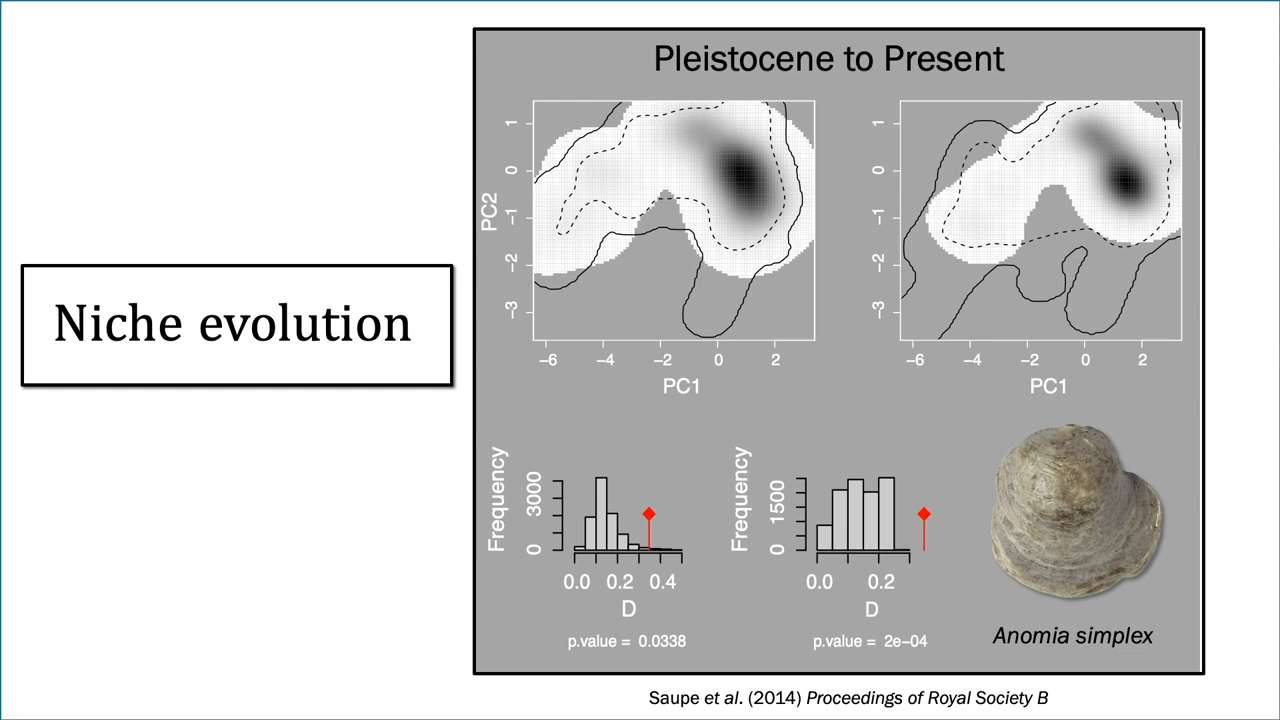 Niche evolution
Pleistocene to Present
PC2
1
0
−1
−2
−3
−6
−4
−2
0
2
PC1
1
0
−1
−2
−3
−6
−4
−2
0
2
PC1
Frequency
0
3000
0.0
0.2
0.4
D
p.value = 0.0338
Frequency
0
1500
0.0
0.2
D
p.value = 2e−04
Anomia simplex
Saupe et al. (2014) Proceedings of Royal Society B